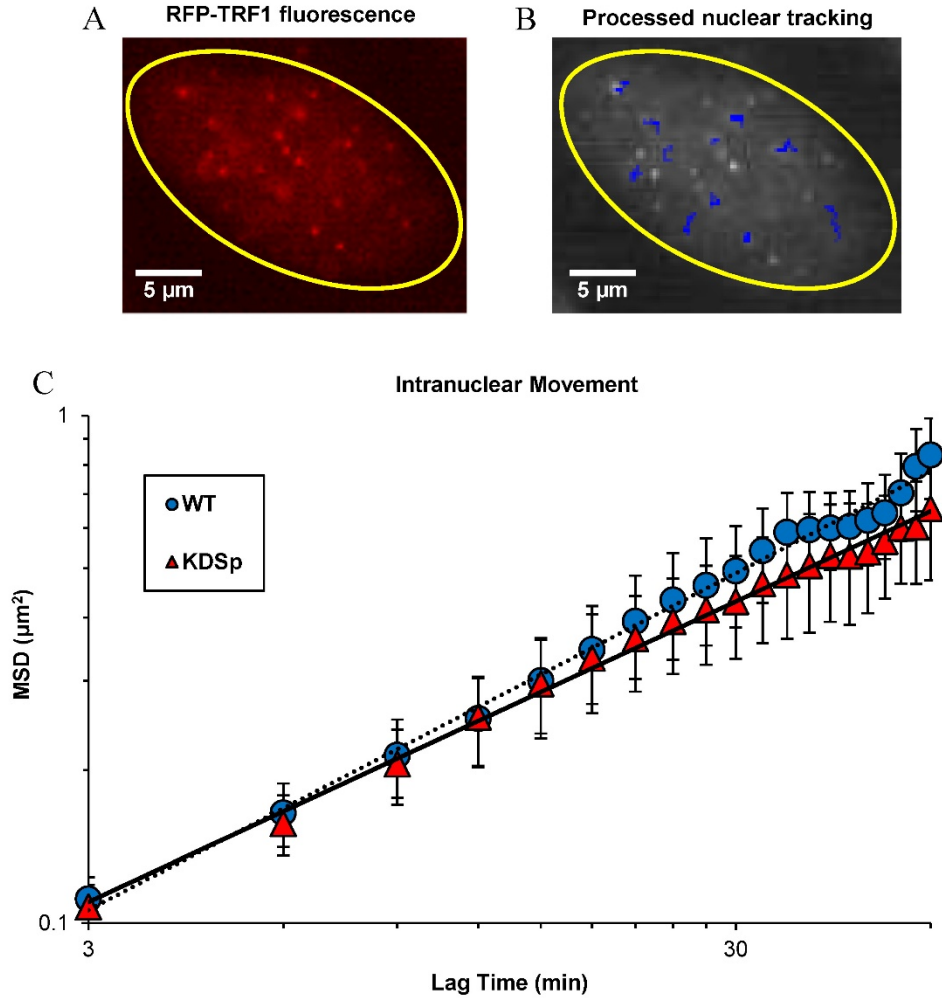 A
RFP-TRF1 fluorescence
5 µm
B
Processed nuclear tracking
5 µm
C
Intranuclear Movement
1
WT
KDSp
MSD (µm²)
0.1
3
30
Lag Time (min)